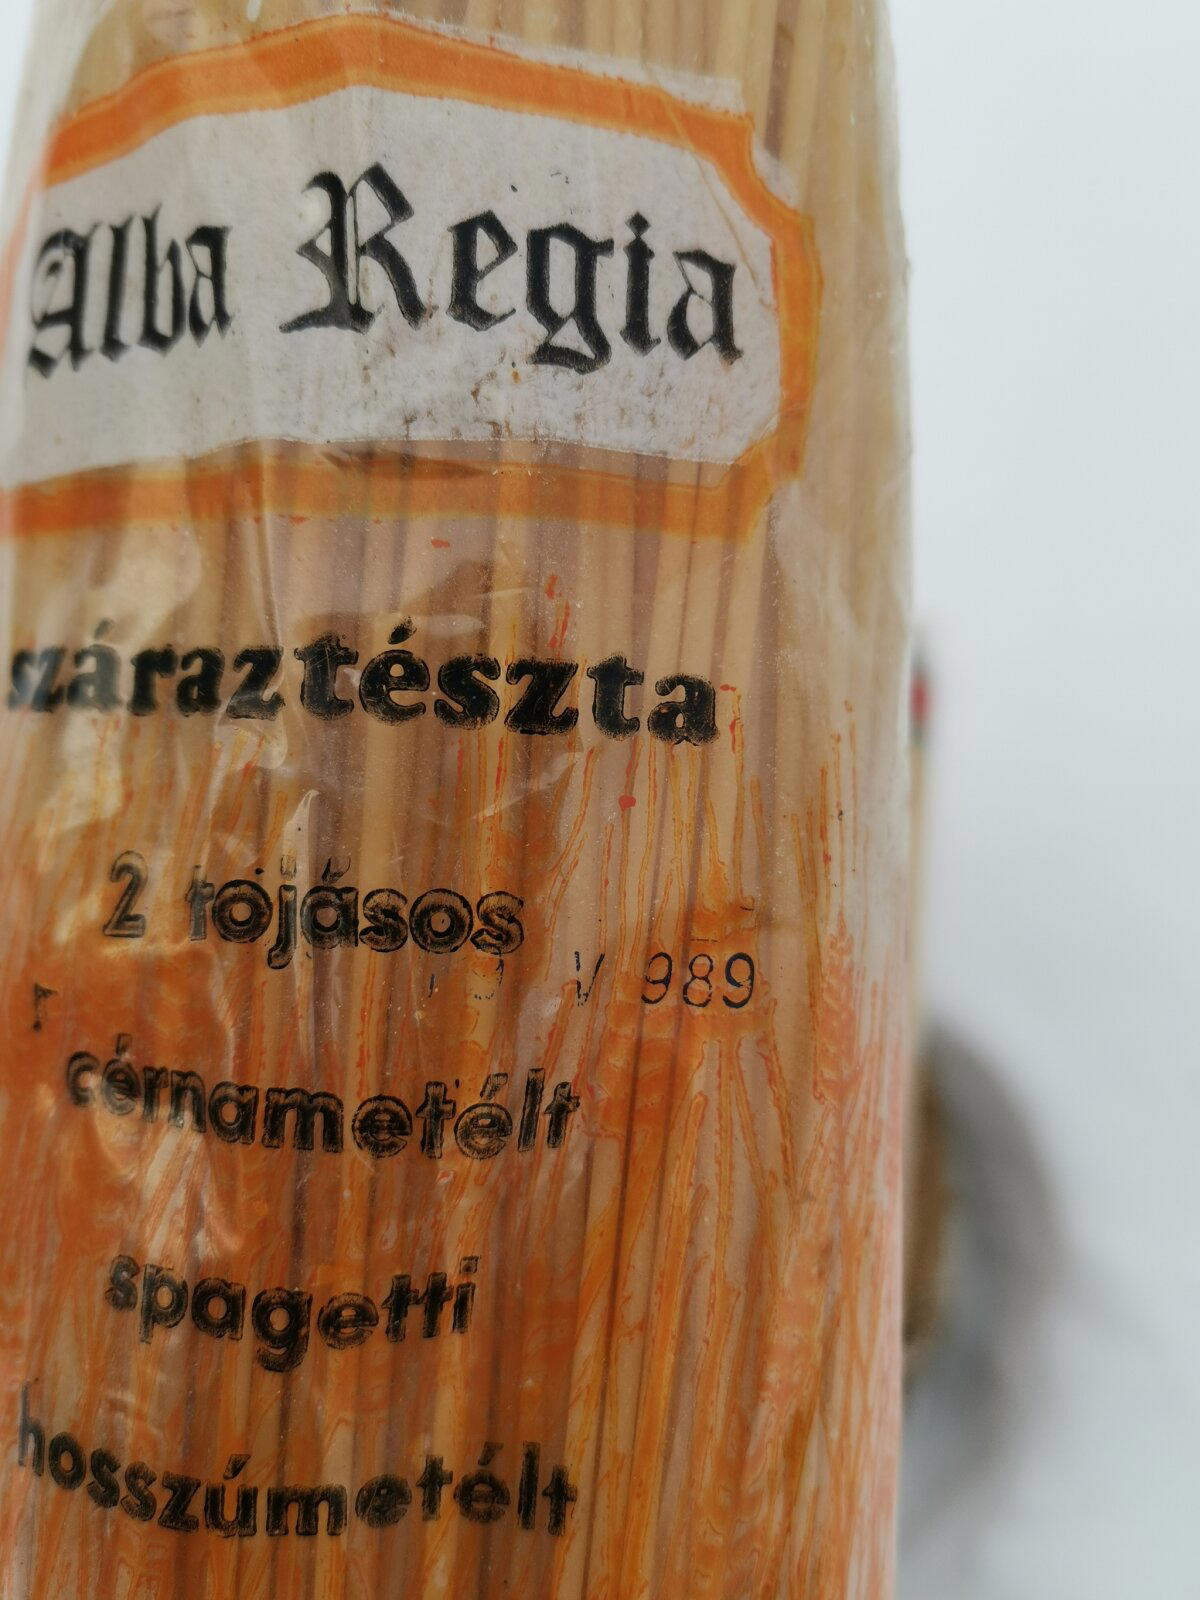 Alba Regia
száraztészta
2 tojásos
V 989
cérnametélt
spagetti
hosszúmetélt